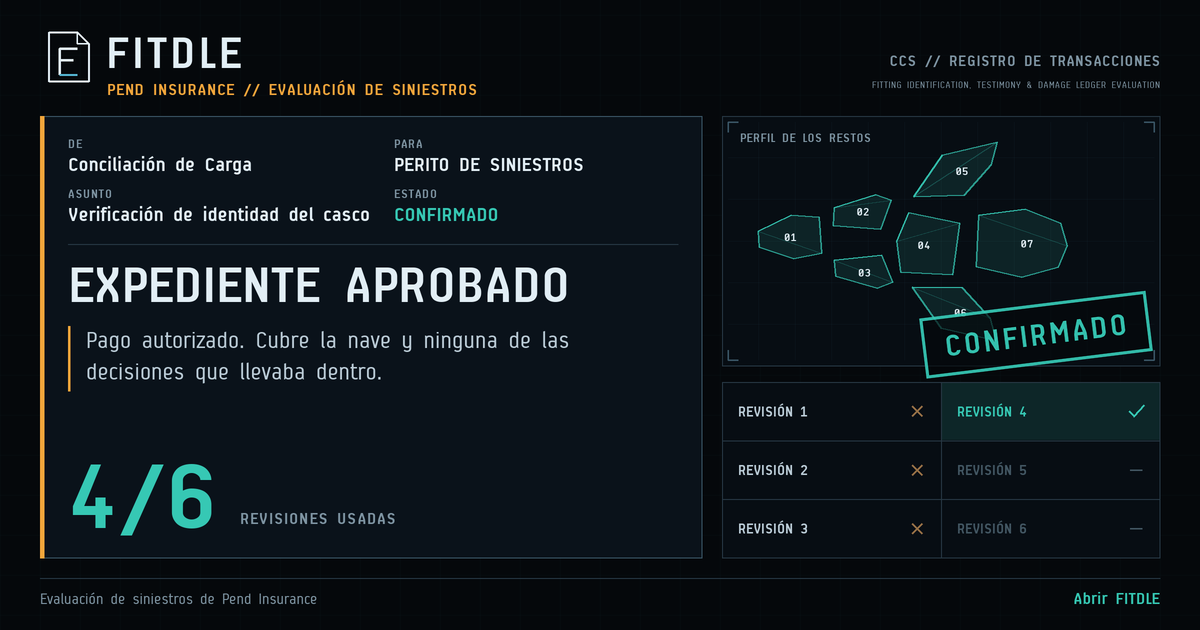 E
FITDLE
PEND INSURANCE // EVALUACIÓN DE SINIESTROS
CCS // REGISTRO DE TRANSACCIONES
FITTING IDENTIFICATION, TESTIMONY & DAMAGE LEDGER EVALUATION
DE
Conciliación de Carga
PARA
PERITO DE SINIESTROS
ASUNTO
Verificación de identidad del casco
ESTADO
CONFIRMADO
EXPEDIENTE APROBADO
Pago autorizado. Cubre la nave y ninguna de las
decisiones que llevaba dentro.
4/6
REVISIONES USADAS
PERFIL DE LOS RESTOS
05
02
01
04
07
03
06
CONFIRMADO
REVISIÓN 1
REVISIÓN 4
REVISIÓN 2
REVISIÓN 5
REVISIÓN 3
REVISIÓN 6
Evaluación de siniestros de Pend Insurance
Abrir FITDLE